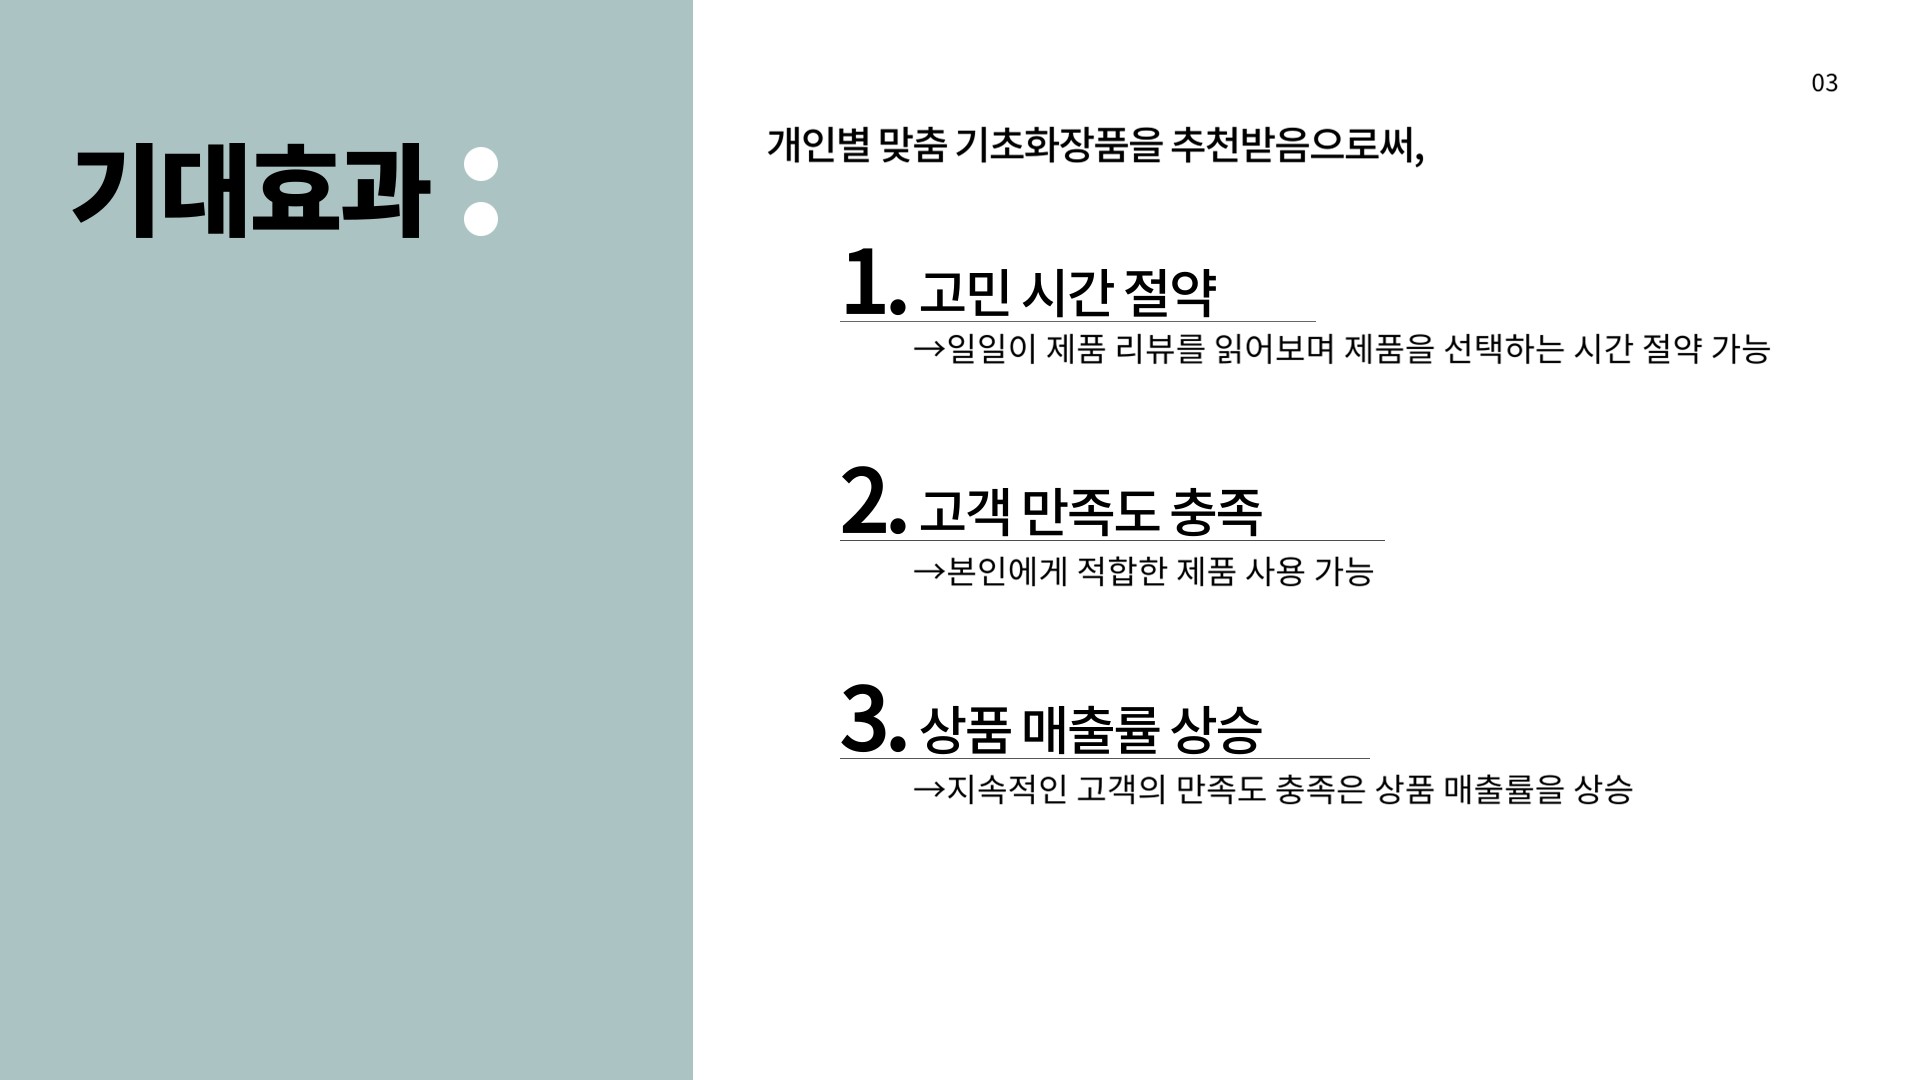 기대효과 :
03
개인별 맞춤 기초화장품을 추천받음으로써,
1. 고민 시간 절약
→일일이 제품 리뷰를 읽어보며 제품을 선택하는 시간 절약 가능
2. 고객 만족도 충족
→본인에게 적합한 제품 사용 가능
3. 상품 매출률 상승
→지속적인 고객의 만족도 충족은 상품 매출률을 상승